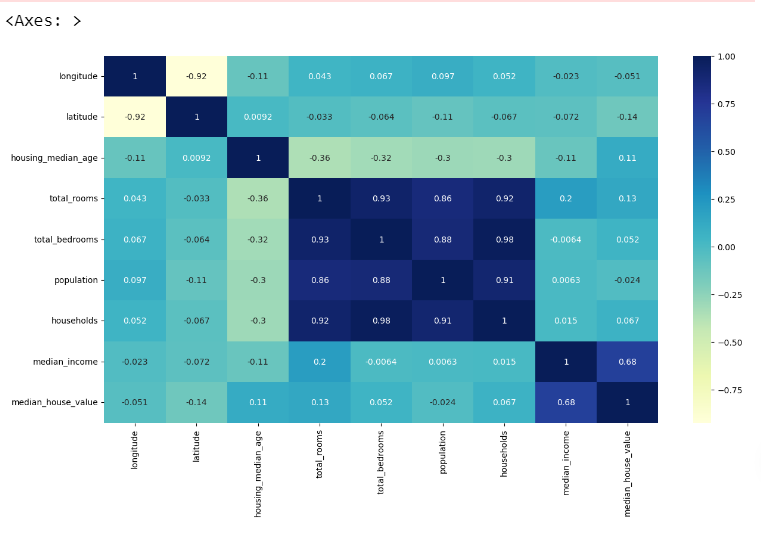 <Axes: >
longitude 1 -0.92 -0.11 0.043 0.067 0.097 0.052 -0.023 -0.051
latitude -0.92 1 0.0092 -0.033 -0.064 -0.11 -0.067 -0.072 -0.14
housing_median_age -0.11 0.0092 1 -0.36 -0.32 -0.3 -0.3 -0.11 0.11
total_rooms 0.043 -0.033 -0.36 1 0.93 0.86 0.92 0.2 0.13
total_bedrooms 0.067 -0.064 -0.32 0.93 1 0.88 0.98 -0.0064 0.052
population 0.097 -0.11 -0.3 0.86 0.88 1 0.91 0.0063 -0.024
households 0.052 -0.067 -0.3 0.92 0.98 0.91 1 0.015 0.067
median_income -0.023 -0.072 -0.11 0.2 -0.0064 0.0063 0.015 1 0.68
median_house_value -0.051 -0.14 0.11 0.13 0.052 -0.024 0.067 0.68 1
longitude
latitude
housing_median_age
total_rooms
total_bedrooms
population
households
median_income
median_house_value
1.00
0.75
0.50
0.25
0.00
−0.25
−0.50
−0.75